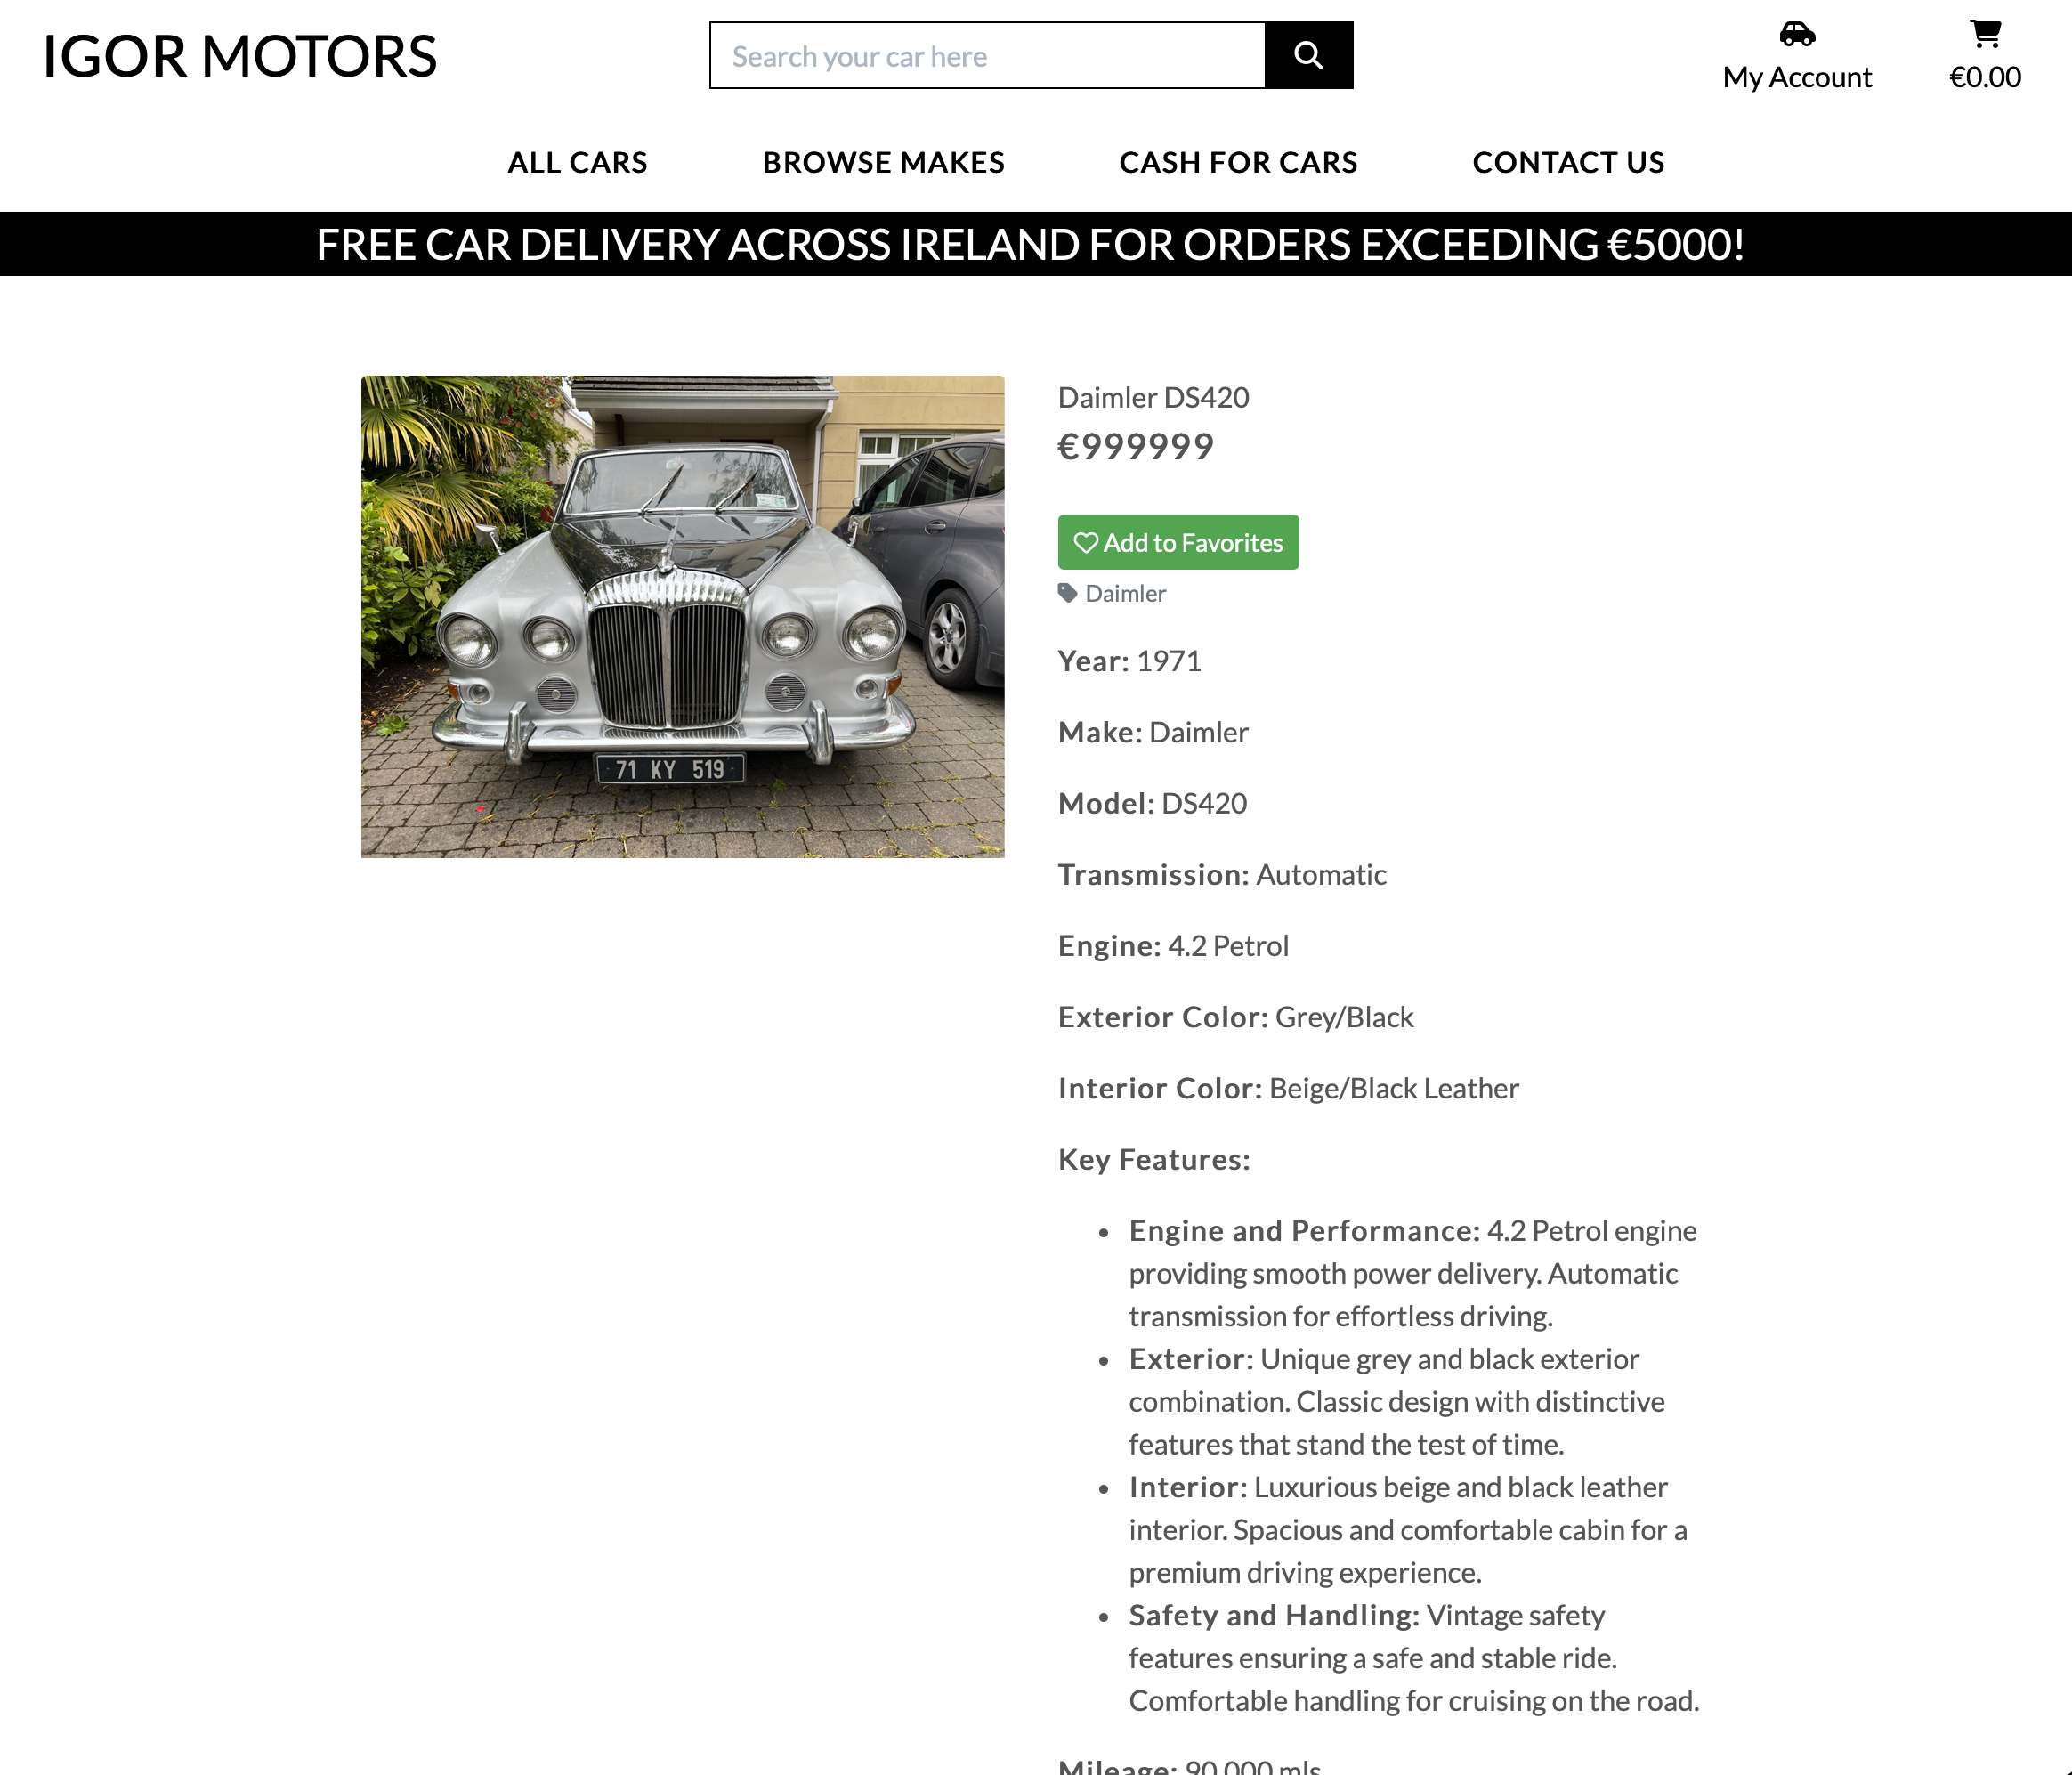 IGOR MOTORS
Search your car here
My Account
€0.00
ALL CARS
BROWSE MAKES
CASH FOR CARS
CONTACT US
FREE CAR DELIVERY ACROSS IRELAND FOR ORDERS EXCEEDING €5000!
71 KY 519
Daimler DS420
€999999
Add to Favorites
Daimler
Year: 1971
Make: Daimler
Model: DS420
Transmission: Automatic
Engine: 4.2 Petrol
Exterior Color: Grey/Black
Interior Color: Beige/Black Leather
Key Features:
• Engine and Performance: 4.2 Petrol engine
providing smooth power delivery. Automatic
transmission for effortless driving.
• Exterior: Unique grey and black exterior
combination. Classic design with distinctive
features that stand the test of time.
• Interior: Luxurious beige and black leather
interior. Spacious and comfortable cabin for a
premium driving experience.
• Safety and Handling: Vintage safety
features ensuring a safe and stable ride.
Comfortable handling for cruising on the road.
Mileage: 90,000 mls